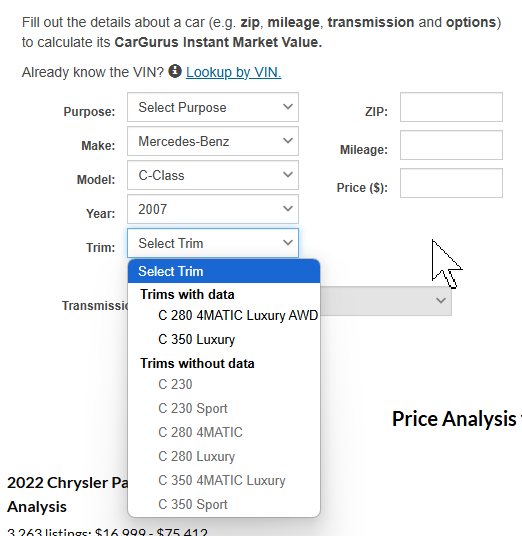 Fill out the details about a car (e.g. zip, mileage, transmission and options)
to calculate its CarGurus Instant Market Value.
Already know the VIN? Lookup by VIN.
Purpose: Select Purpose ZIP:
Make: Mercedes-Benz Mileage:
Model: C-Class Price ($):
Year: 2007
Trim: Select Trim
Select Trim
Trims with data
Transmissio
C 280 4MATIC Luxury AWD
C 350 Luxury
Trims without data
C 230
C 230 Sport
C 280 4MATIC
C 280 Luxury
C 350 4MATIC Luxury
C 350 Sport
Price Analysis
2022 Chrysler Pa
Analysis
3,263 listings: $16,999 - $75,412